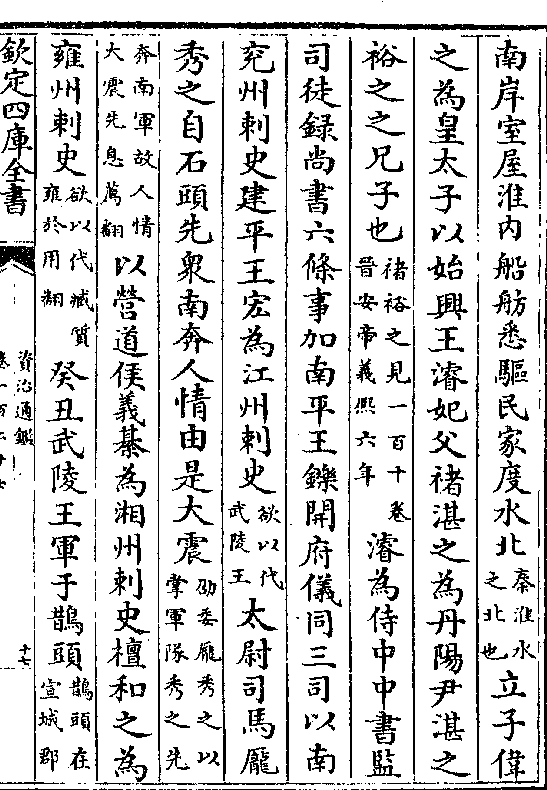 南岸室屋淮内船舫悉驅民家度水北秦淮水之北也立子偉
之為皇太子以始興王濬妃父禇湛之為丹陽尹湛之
裕之之兄子也禇裕之見一百十卷晉安帝義熙六年濬為侍中中書監
司徒録尚書六條事加南平王鑠開府儀同三司以南
兖州刺史建平王宏為江州刺史欲以代武陵王太尉司馬龐
秀之自石頭先衆南奔人情由是大震劭委龐秀之以掌軍隊秀之先
奔南軍故人情大震先息薦翻以營道侯義綦為湘州刺史檀和之為
雍州刺史欲以代臧質雍於用翻癸丑武陵王軍于鵲頭鵲頭在宣城郡
欽定四庫全書
資治通鑑
卷一百二十七
十七